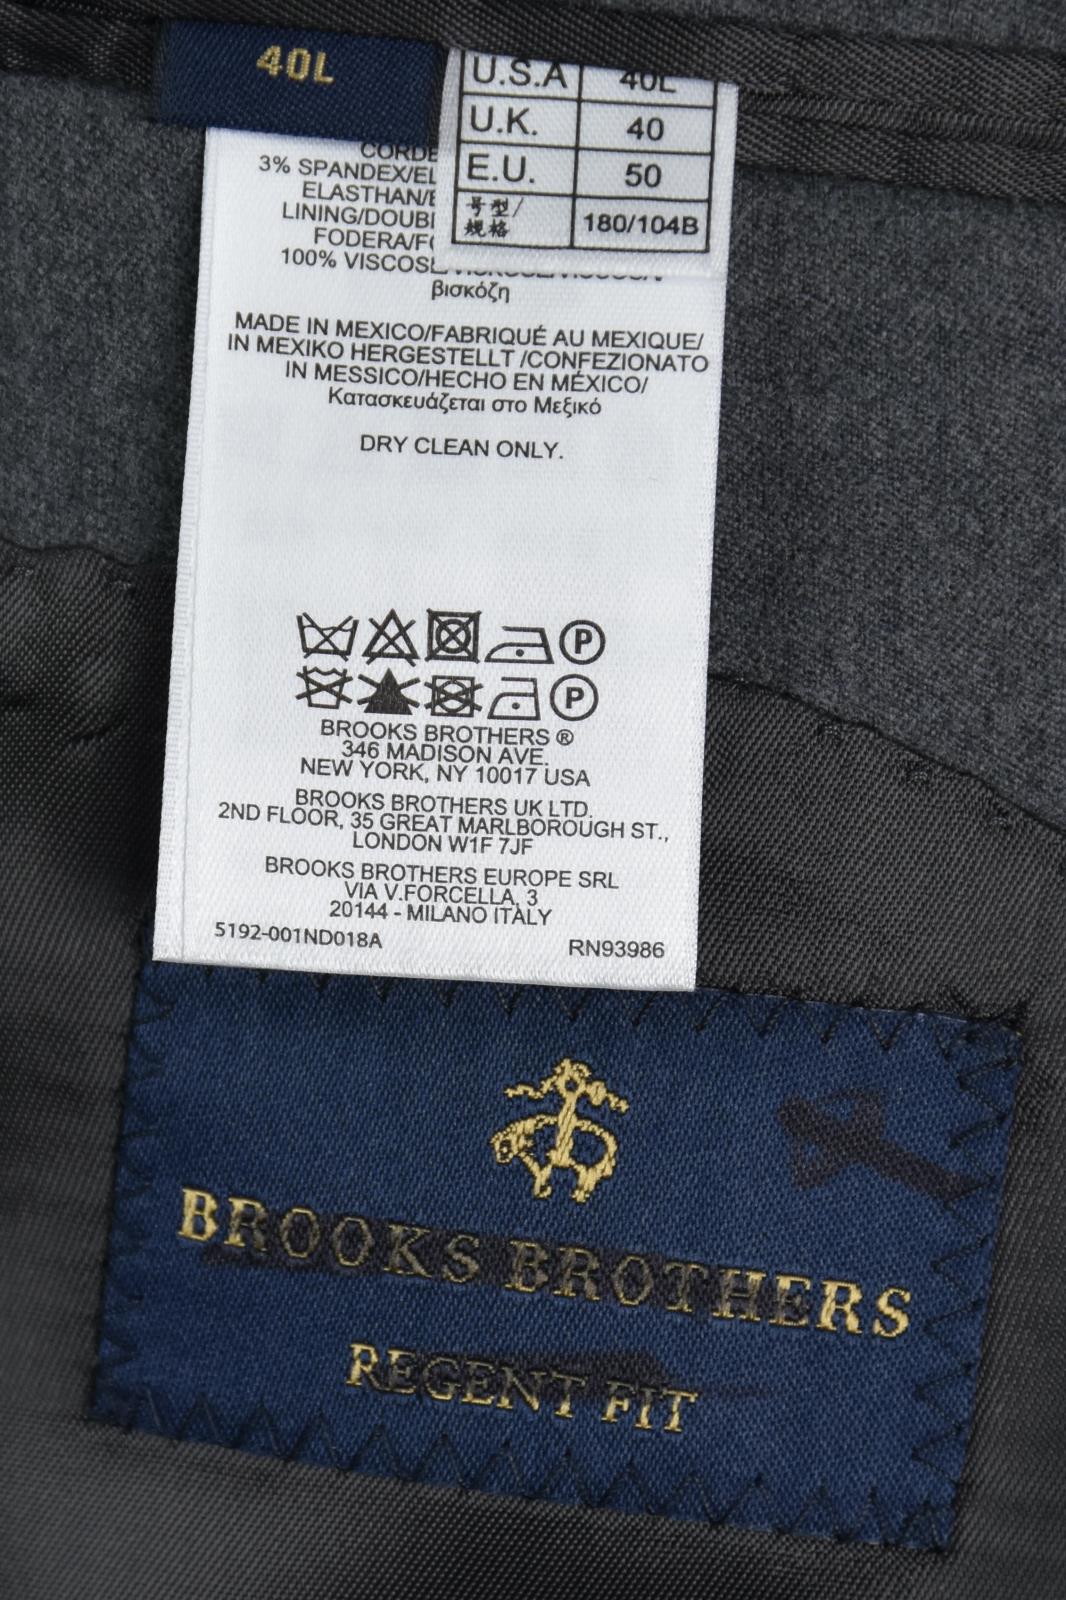 40L
U.S.A 40L
U.K. 40
E.U. 50
号型/ 180/104B
规格
3% SPANDEX/EL
ELASTHAN/E
LINING/DOUBL
FODERA/FO
100% VISCOSE
βισκόζη
MADE IN MEXICO/FABRIQUÉ AU MEXIQUE/
IN MEXIKO HERGESTELLT /CONFEZIONATO
IN MESSICO/HECHO EN MÉXICO/
Κατασκευάζεται στο Μεξικό
DRY CLEAN ONLY.
P
P
BROOKS BROTHERS ®
346 MADISON AVE.
NEW YORK, NY 10017 USA
BROOKS BROTHERS UK LTD.
2ND FLOOR, 35 GREAT MARLBOROUGH ST.,
LONDON W1F 7JF
BROOKS BROTHERS EUROPE SRL
VIA V.FORCELLA, 3
20144 - MILANO ITALY
5192-001ND018A RN93986
BROOKS BROTHERS
REGENT FIT